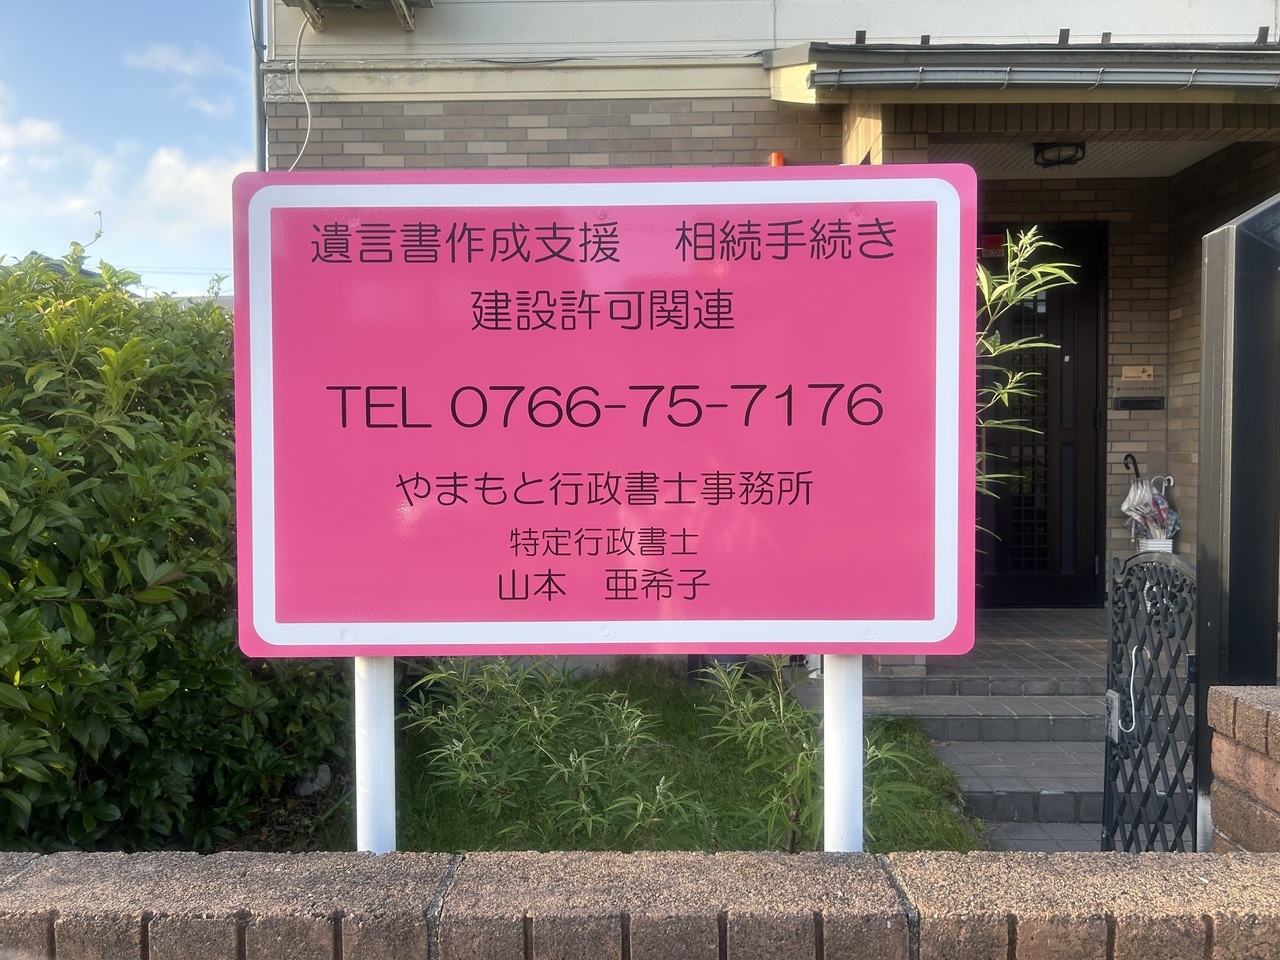 遺言書作成支援　相続手続き
建設許可関連
TEL 0766-75-7176
やまもと行政書士事務所
特定行政書士
山本　亜希子